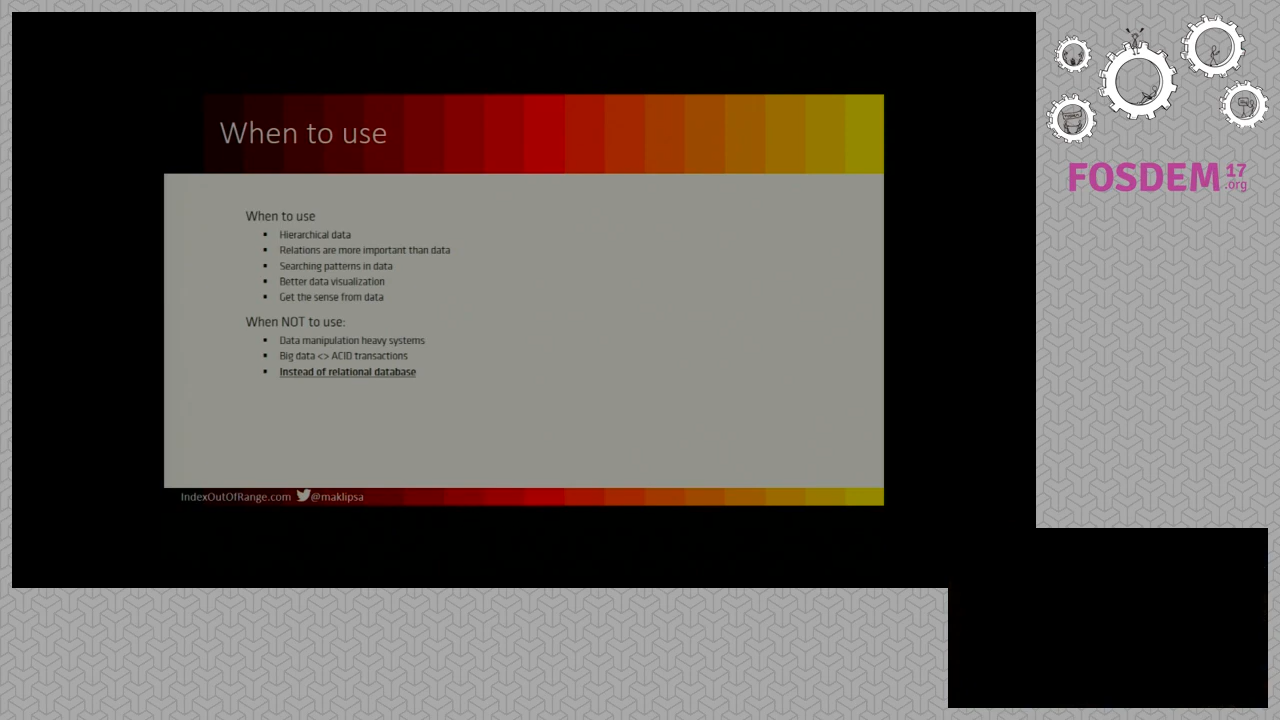 When to use
When to use
Hierarchical data
Relations are more important than data
Searching patterns in data
Better data visualization
Get the sense from data
When NOT to use:
Data manipulation heavy systems
Big data <> ACID transactions
Instead of relational database
IndexOutOfRange.com @maklipsa
FOSDEM 17
.org